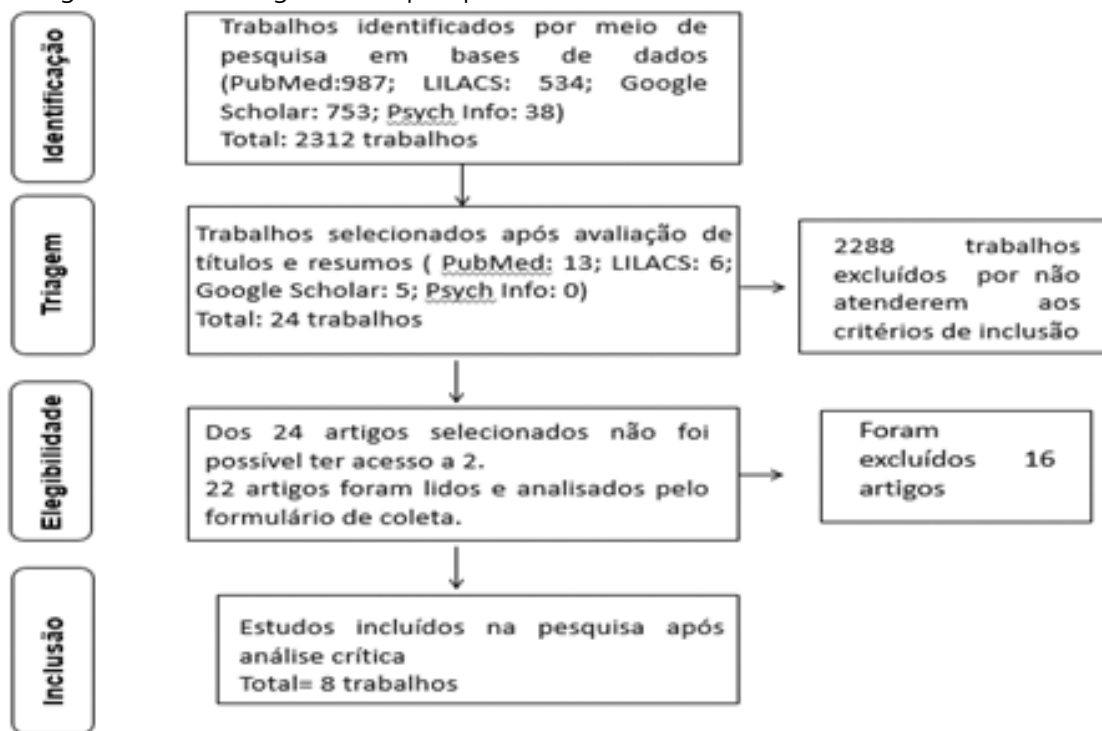 Identificação
Trabalhos identificados por meio de
pesquisa em bases de dados
(PubMed:987; LILACS: 534; Google
Scholar: 753; Psych Info: 38)
Total: 2312 trabalhos
Triagem
Trabalhos selecionados após avaliação de
títulos e resumos ( PubMed: 13; LILACS: 6;
Google Scholar: 5; Psych Info: 0)
Total: 24 trabalhos
2288 trabalhos
excluídos por não
atenderem aos
critérios de inclusão
Elegibilidade
Dos 24 artigos selecionados não foi
possível ter acesso a 2.
22 artigos foram lidos e analisados pelo
formulário de coleta.
Foram
excluídos 16
artigos
Inclusão
Estudos incluídos na pesquisa após
análise crítica
Total= 8 trabalhos